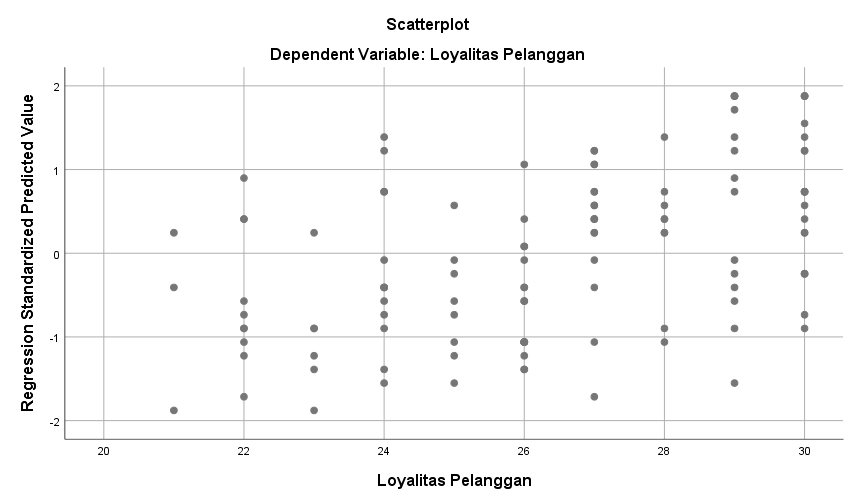 Scatterplot
Dependent Variable: Loyalitas Pelanggan
Regression Standardized Predicted Value
2
1
0
-1
-2
20 22 24 26 28 30
Loyalitas Pelanggan